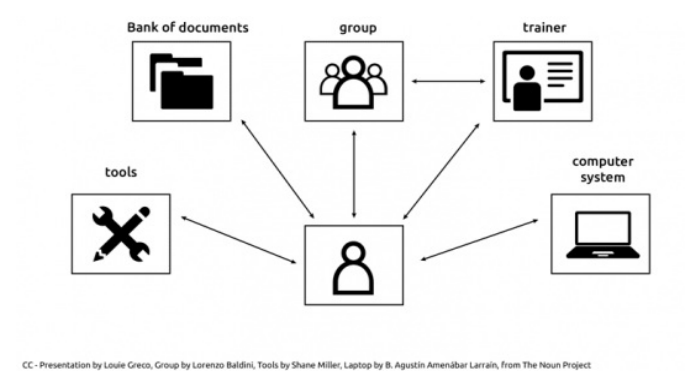 Bank of documents
group
trainer
tools
computer
system
CC - Presentation by Louie Greco, Group by Lorenzo Baldini, Tools by Shane Miller, Laptop by B. Agustín Amenábar Larraín, from The Noun Project